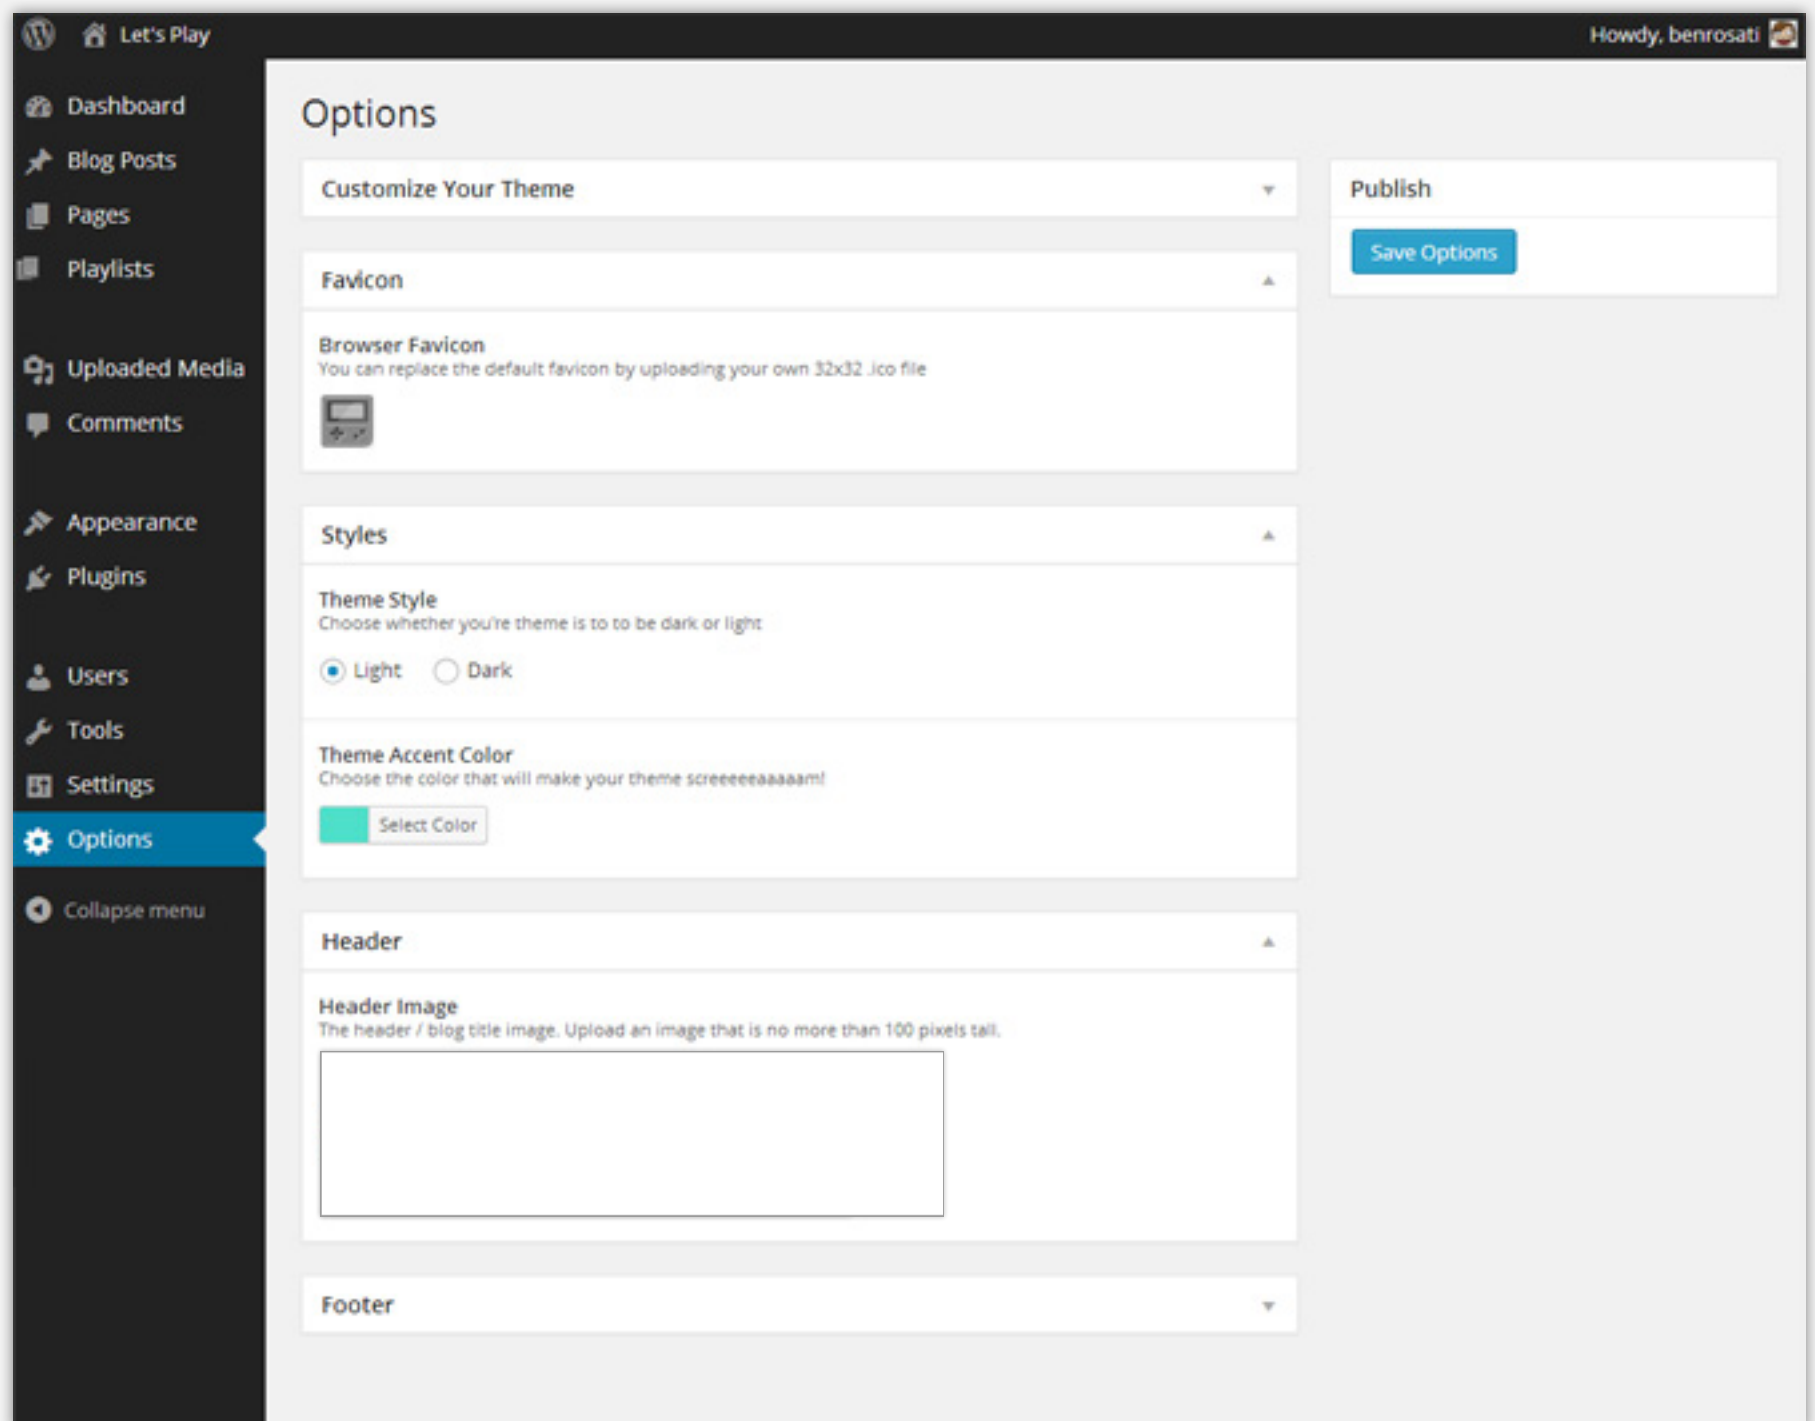 Let's Play
Howdy, benrosati
Dashboard
Blog Posts
Pages
Playlists
Uploaded Media
Comments
Appearance
Plugins
Users
Tools
Settings
Options
Collapse menu
Options
Customize Your Theme
Favicon
Browser Favicon
You can replace the default favicon by uploading your own 32x32 .ico file
Styles
Theme Style
Choose whether you're theme is to to be dark or light
Light Dark
Theme Accent Color
Choose the color that will make your theme screeeeeaaaaam!
Select Color
Header
Header Image
The header / blog title image. Upload an image that is no more than 100 pixels tall.
Footer
Publish
Save Options